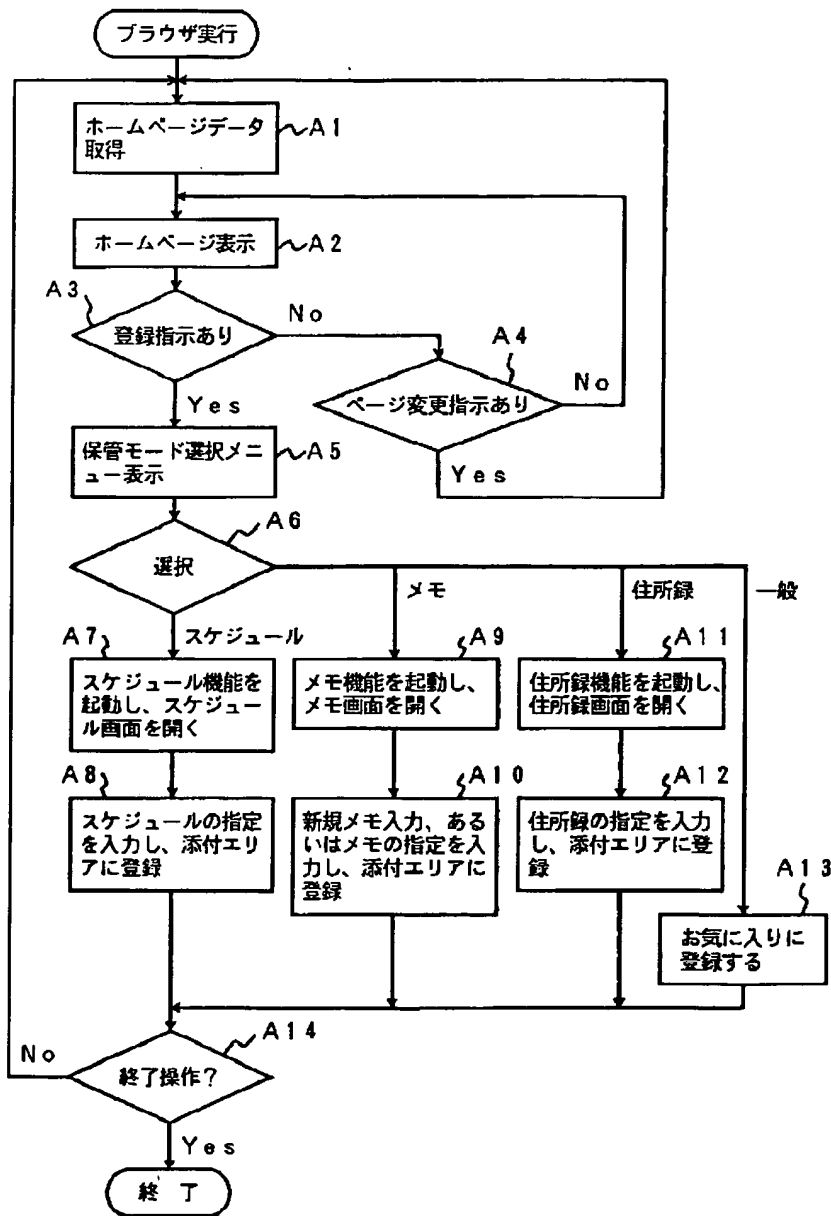 ブラウザ実行
ホームページデータ
取得
A1
ホームページ表示
A2
A3
登録指示あり
No
A4
ページ変更指示あり
No
Yes
Yes
保管モード選択メニ
ュー表示
A5
A6
選択
スケジュール
メモ
住所録
一般
A7
スケジュール機能を
起動し、スケジュー
ル画面を開く
A9
メモ機能を起動し、
メモ画面を開く
A11
住所録機能を起動し、
住所録画面を開く
A8
スケジュールの指定
を入力し、添付エリ
アに登録
A10
新規メモ入力、ある
いはメモの指定を入
力し、添付エリアに
登録
A12
住所録の指定を入力
し、添付エリアに登
録
A13
お気に入りに
登録する
A14
終了操作?
No
Yes
終 了